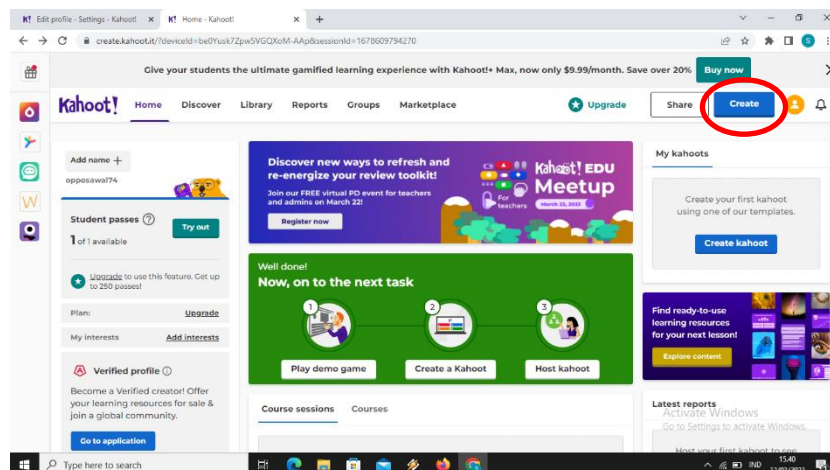 Edit profile - Settings - Kahoot!
K! Home - Kahoot!
create.kahoot.it/?deviceId=be0Yusk7Zpw5VGQXoM-AAp&sessionId=1678609794270
Give your students the ultimate gamified learning experience with Kahoot!+ Max, now only $9.99/month. Save over 20%
Buy now
Kahoot!
Home
Discover
Library
Reports
Groups
Marketplace
Upgrade
Share
Create
Add name +
opposawal74
Student passes
1 of 1 available
Try out
Upgrade to use this feature. Get up
to 250 passes!
Plan:
Upgrade
My interests
Add interests
Verified profile
Become a Verified creator! Offer
your learning resources for sale &
join a global community.
Go to application
Discover new ways to refresh and
re-energize your review toolkit!
Join our FREE virtual PD event for teachers
and admins on March 22!
Register now
Kahoot! EDU
Meetup
For
teachers
March 22, 2023
Well done!
Now, on to the next task
1
2
3
Play demo game
Create a Kahoot
Host kahoot
Course sessions
Courses
My kahoots
Create your first kahoot
using one of our templates.
Create kahoot
Find ready-to-use
learning resources
for your next lesson!
Explore content
Latest reports
Activate Windows
Go to Settings to activate Windows.
Host your first kahoot to see
Type here to search
IND
15.40